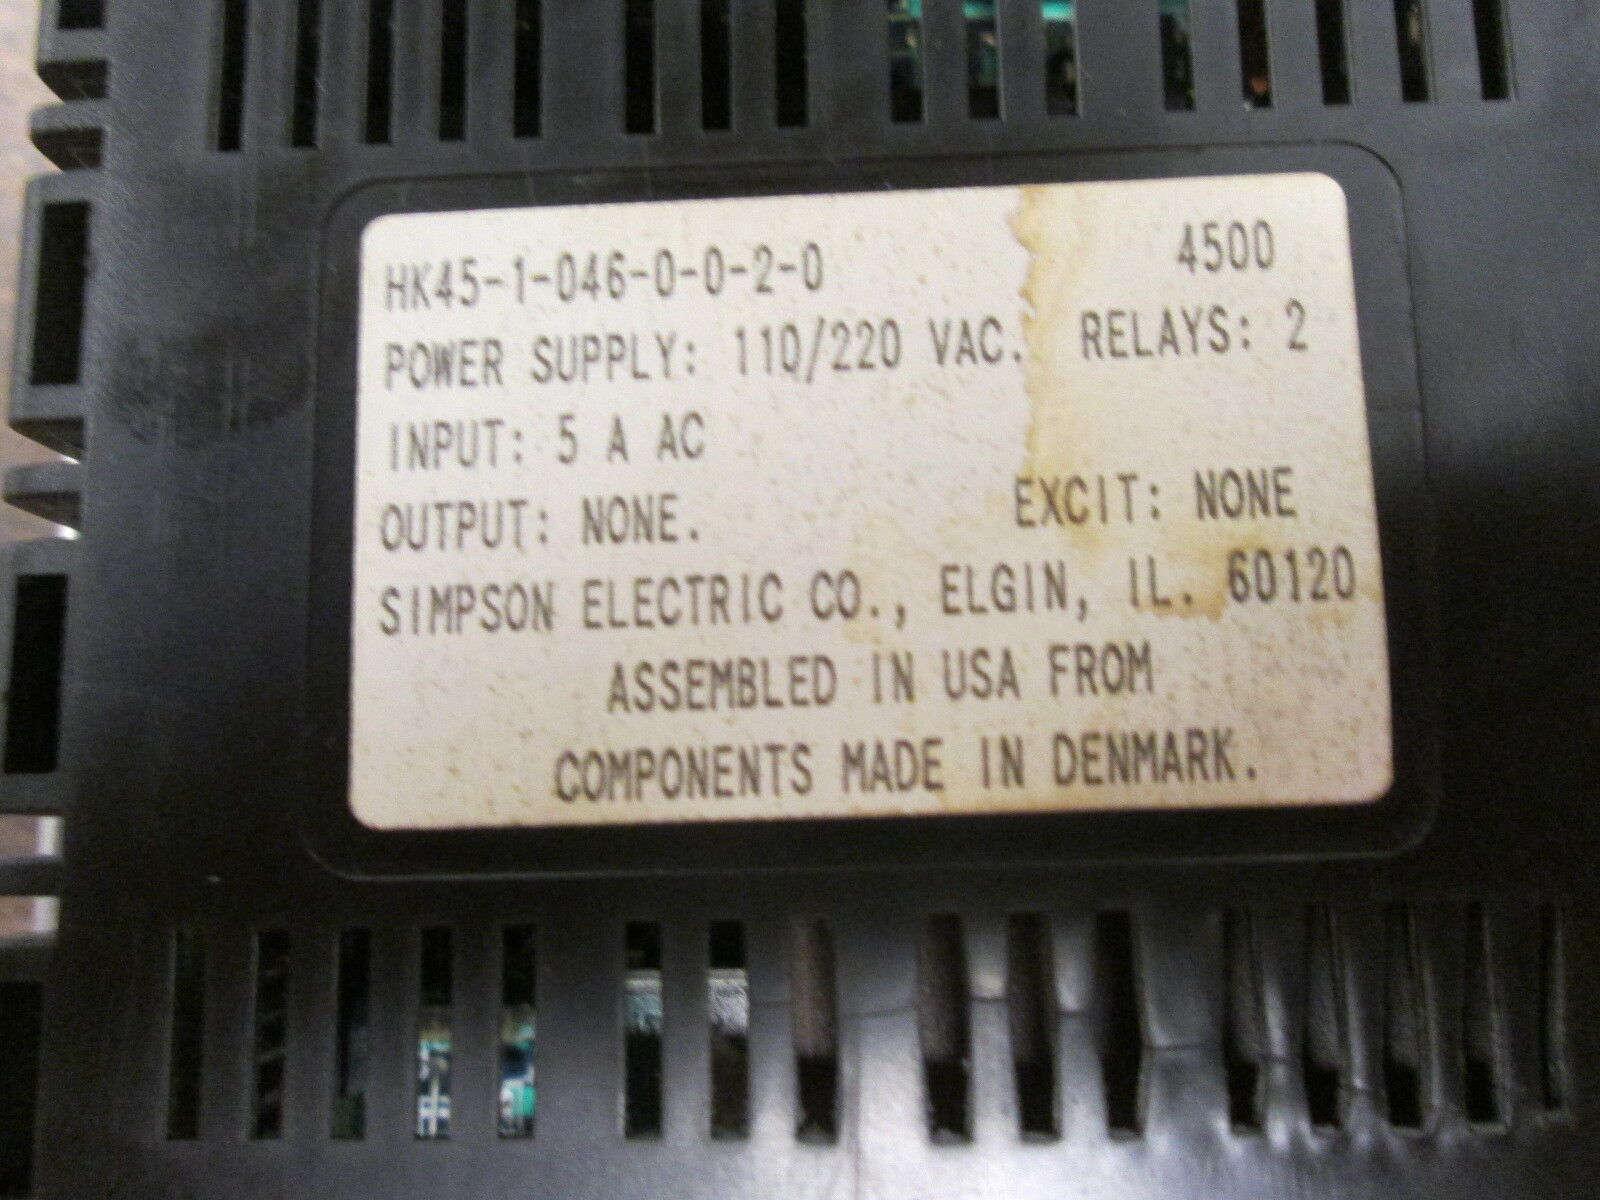 HK45-1-046-0-0-2-0 4500
POWER SUPPLY: 110/220 VAC. RELAYS: 2
INPUT: 5 A AC
OUTPUT: NONE. EXCIT: NONE
SIMPSON ELECTRIC CO., ELGIN, IL. 60120
ASSEMBLED IN USA FROM
COMPONENTS MADE IN DENMARK.